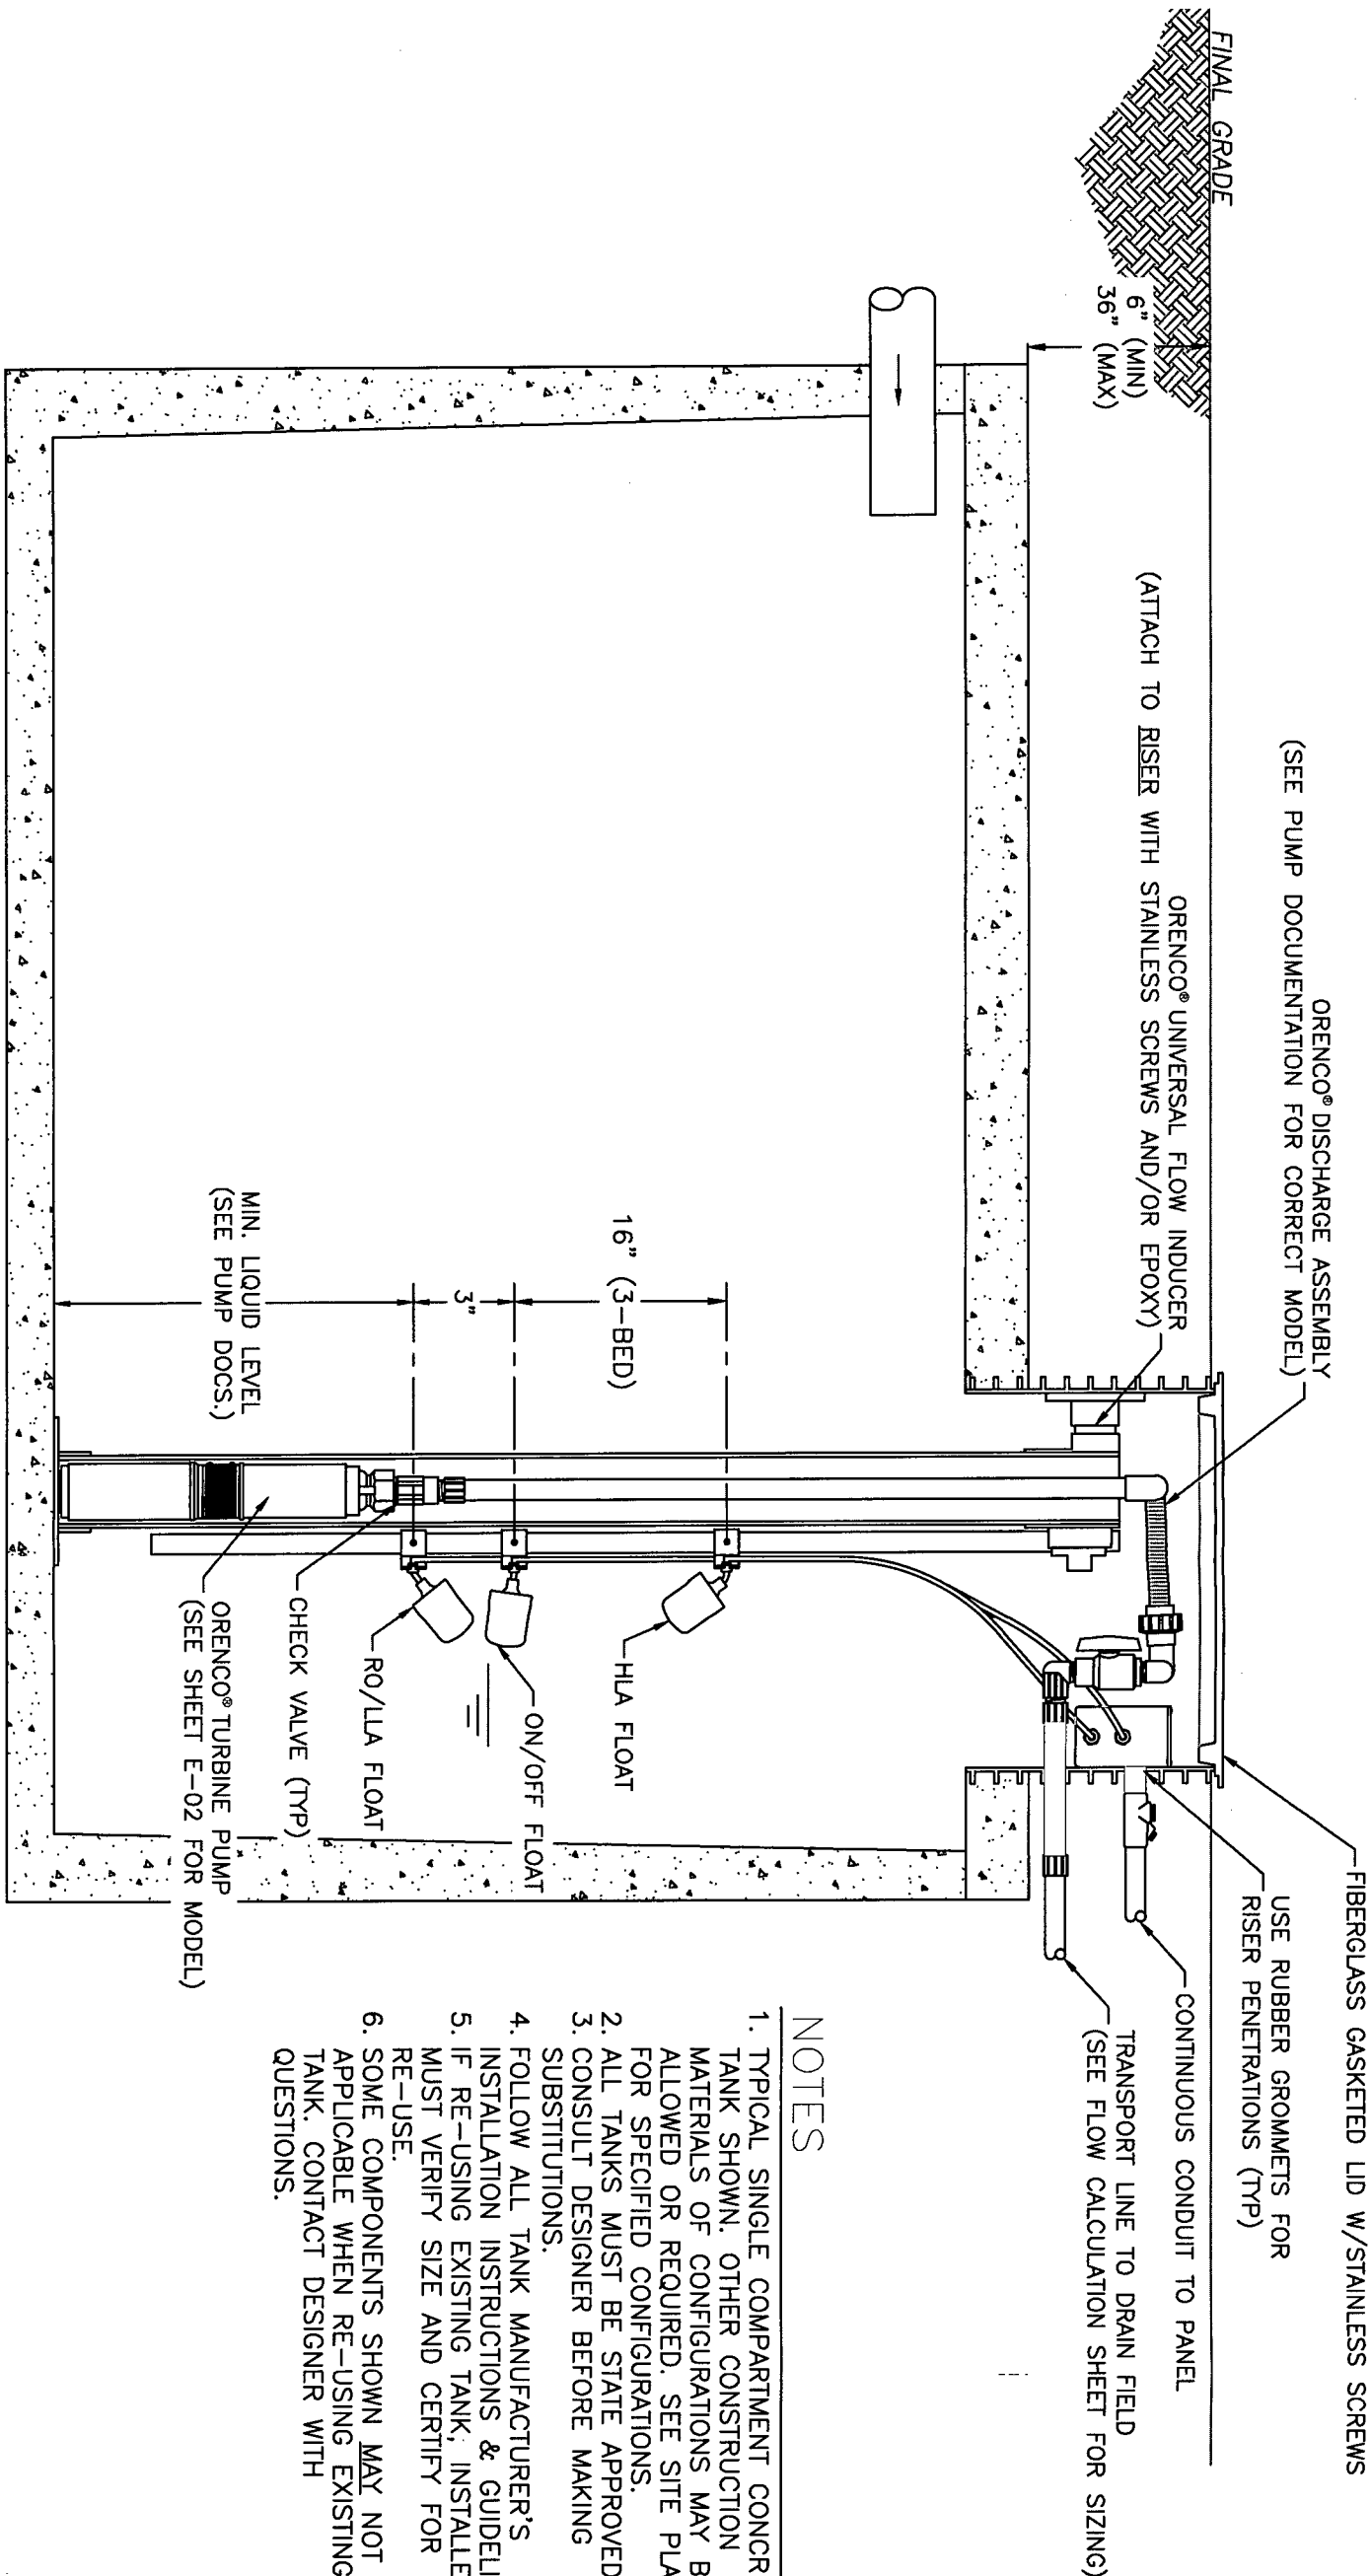 FIBERGLASS GASKETED LID W/STAINLESS SCREWS
ORENCO® DISCHARGE ASSEMBLY
(SEE PUMP DOCUMENTATION FOR CORRECT MODEL)
USE RUBBER GROMMETS FOR
RISER PENETRATIONS (TYP)
FINAL GRADE
CONTINUOUS CONDUIT TO PANEL
ORENCO® UNIVERSAL FLOW INDUCER
(ATTACH TO RISER WITH STAINLESS SCREWS AND/OR EPOXY)
6" (MIN)
36" (MAX)
TRANSPORT LINE TO DRAIN FIELD
(SEE FLOW CALCULATION SHEET FOR SIZING)
16" (3-BED)
HLA FLOAT
3"
ON/OFF FLOAT
RO/LLA FLOAT
CHECK VALVE (TYP)
MIN. LIQUID LEVEL
(SEE PUMP DOCS.)
ORENCO® TURBINE PUMP
(SEE SHEET E-02 FOR MODEL)
NOTES
1. TYPICAL SINGLE COMPARTMENT CONCR
TANK SHOWN. OTHER CONSTRUCTION
MATERIALS OF CONFIGURATIONS MAY B
ALLOWED OR REQUIRED. SEE SITE PLA
FOR SPECIFIED CONFIGURATIONS.
2. ALL TANKS MUST BE STATE APPROVED
3. CONSULT DESIGNER BEFORE MAKING
SUBSTITUTIONS.
4. FOLLOW ALL TANK MANUFACTURER'S
INSTALLATION INSTRUCTIONS & GUIDELI
5. IF RE-USING EXISTING TANK; INSTALLE
MUST VERIFY SIZE AND CERTIFY FOR
RE-USE.
6. SOME COMPONENTS SHOWN MAY NOT
APPLICABLE WHEN RE-USING EXISTING
TANK. CONTACT DESIGNER WITH
QUESTIONS.